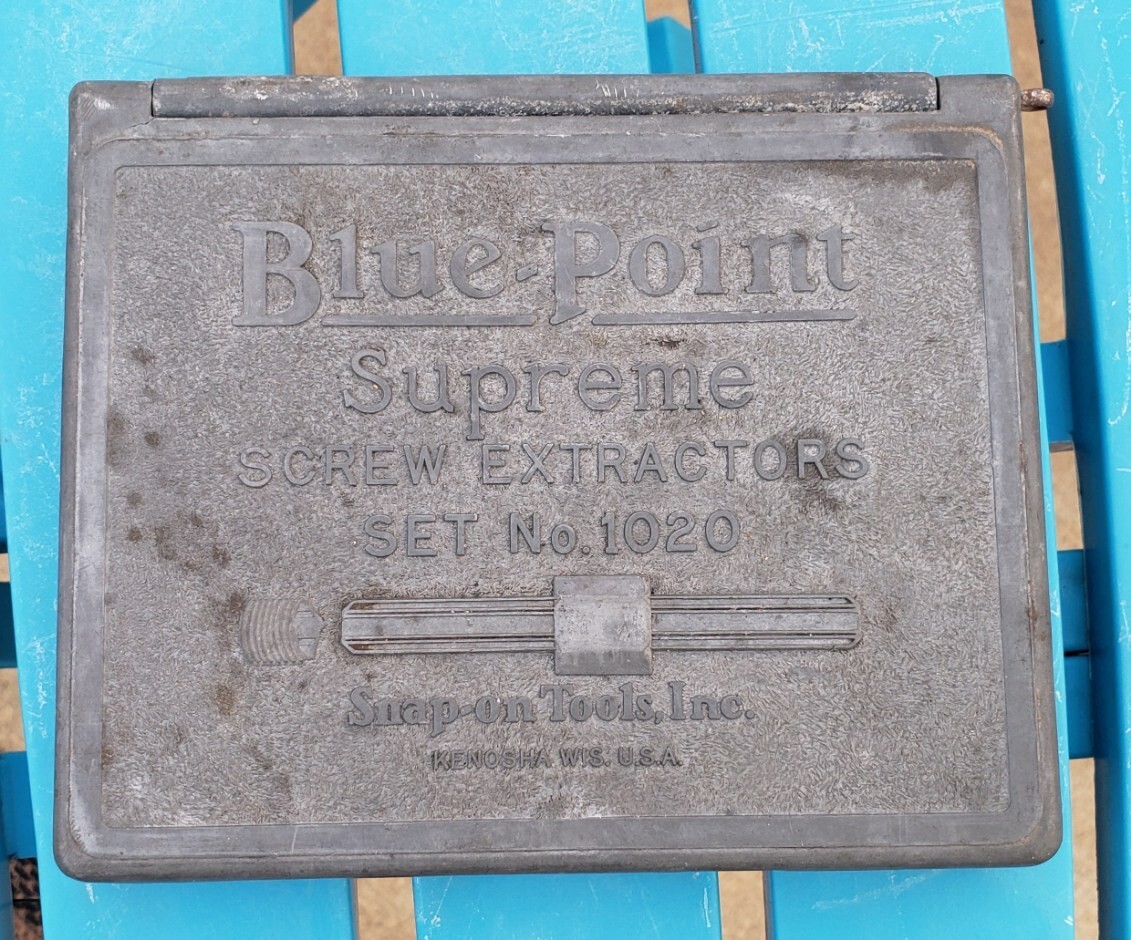 Blue-Point
Supreme
SCREW EXTRACTORS
SET No. 1020
Snap-on Tools, Inc.
KENOSHA WIS. U.S.A.